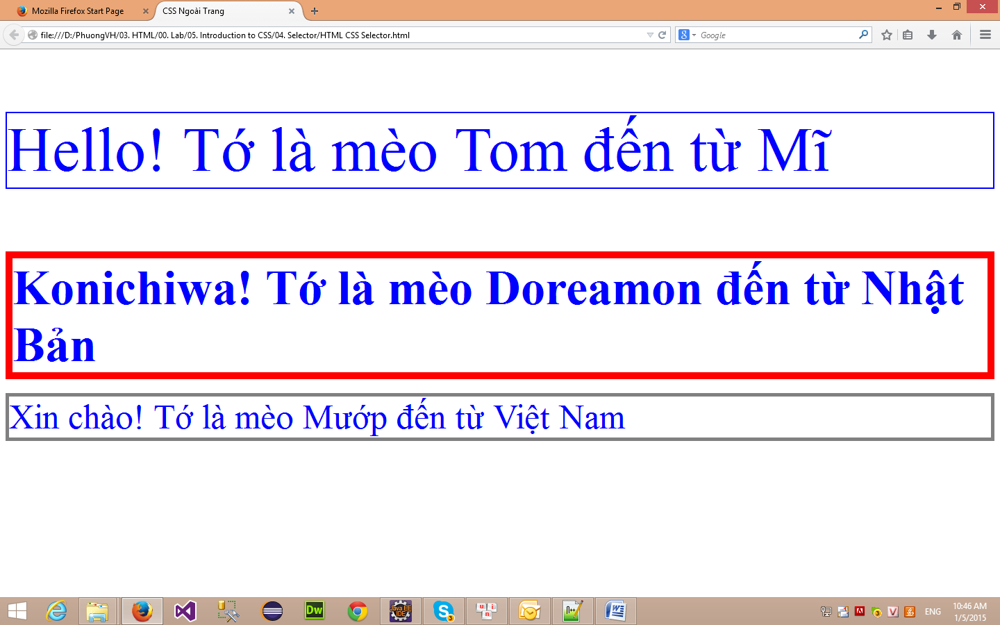 Mozilla Firefox Start Page
CSS Ngoài Trang
file:///D:/PhuongVH/03. HTML/00. Lab/05. Introduction to CSS/04. Selector/HTML CSS Selector.html
Google
Hello! Tớ là mèo Tom đến từ Mĩ
Konichiwa! Tớ là mèo Doreamon đến từ Nhật
Bản
Xin chào! Tớ là mèo Mướp đến từ Việt Nam
Dw
Java EE
IDE
3
u i n
N++
3
V
ENG
10:46 AM
1/5/2015